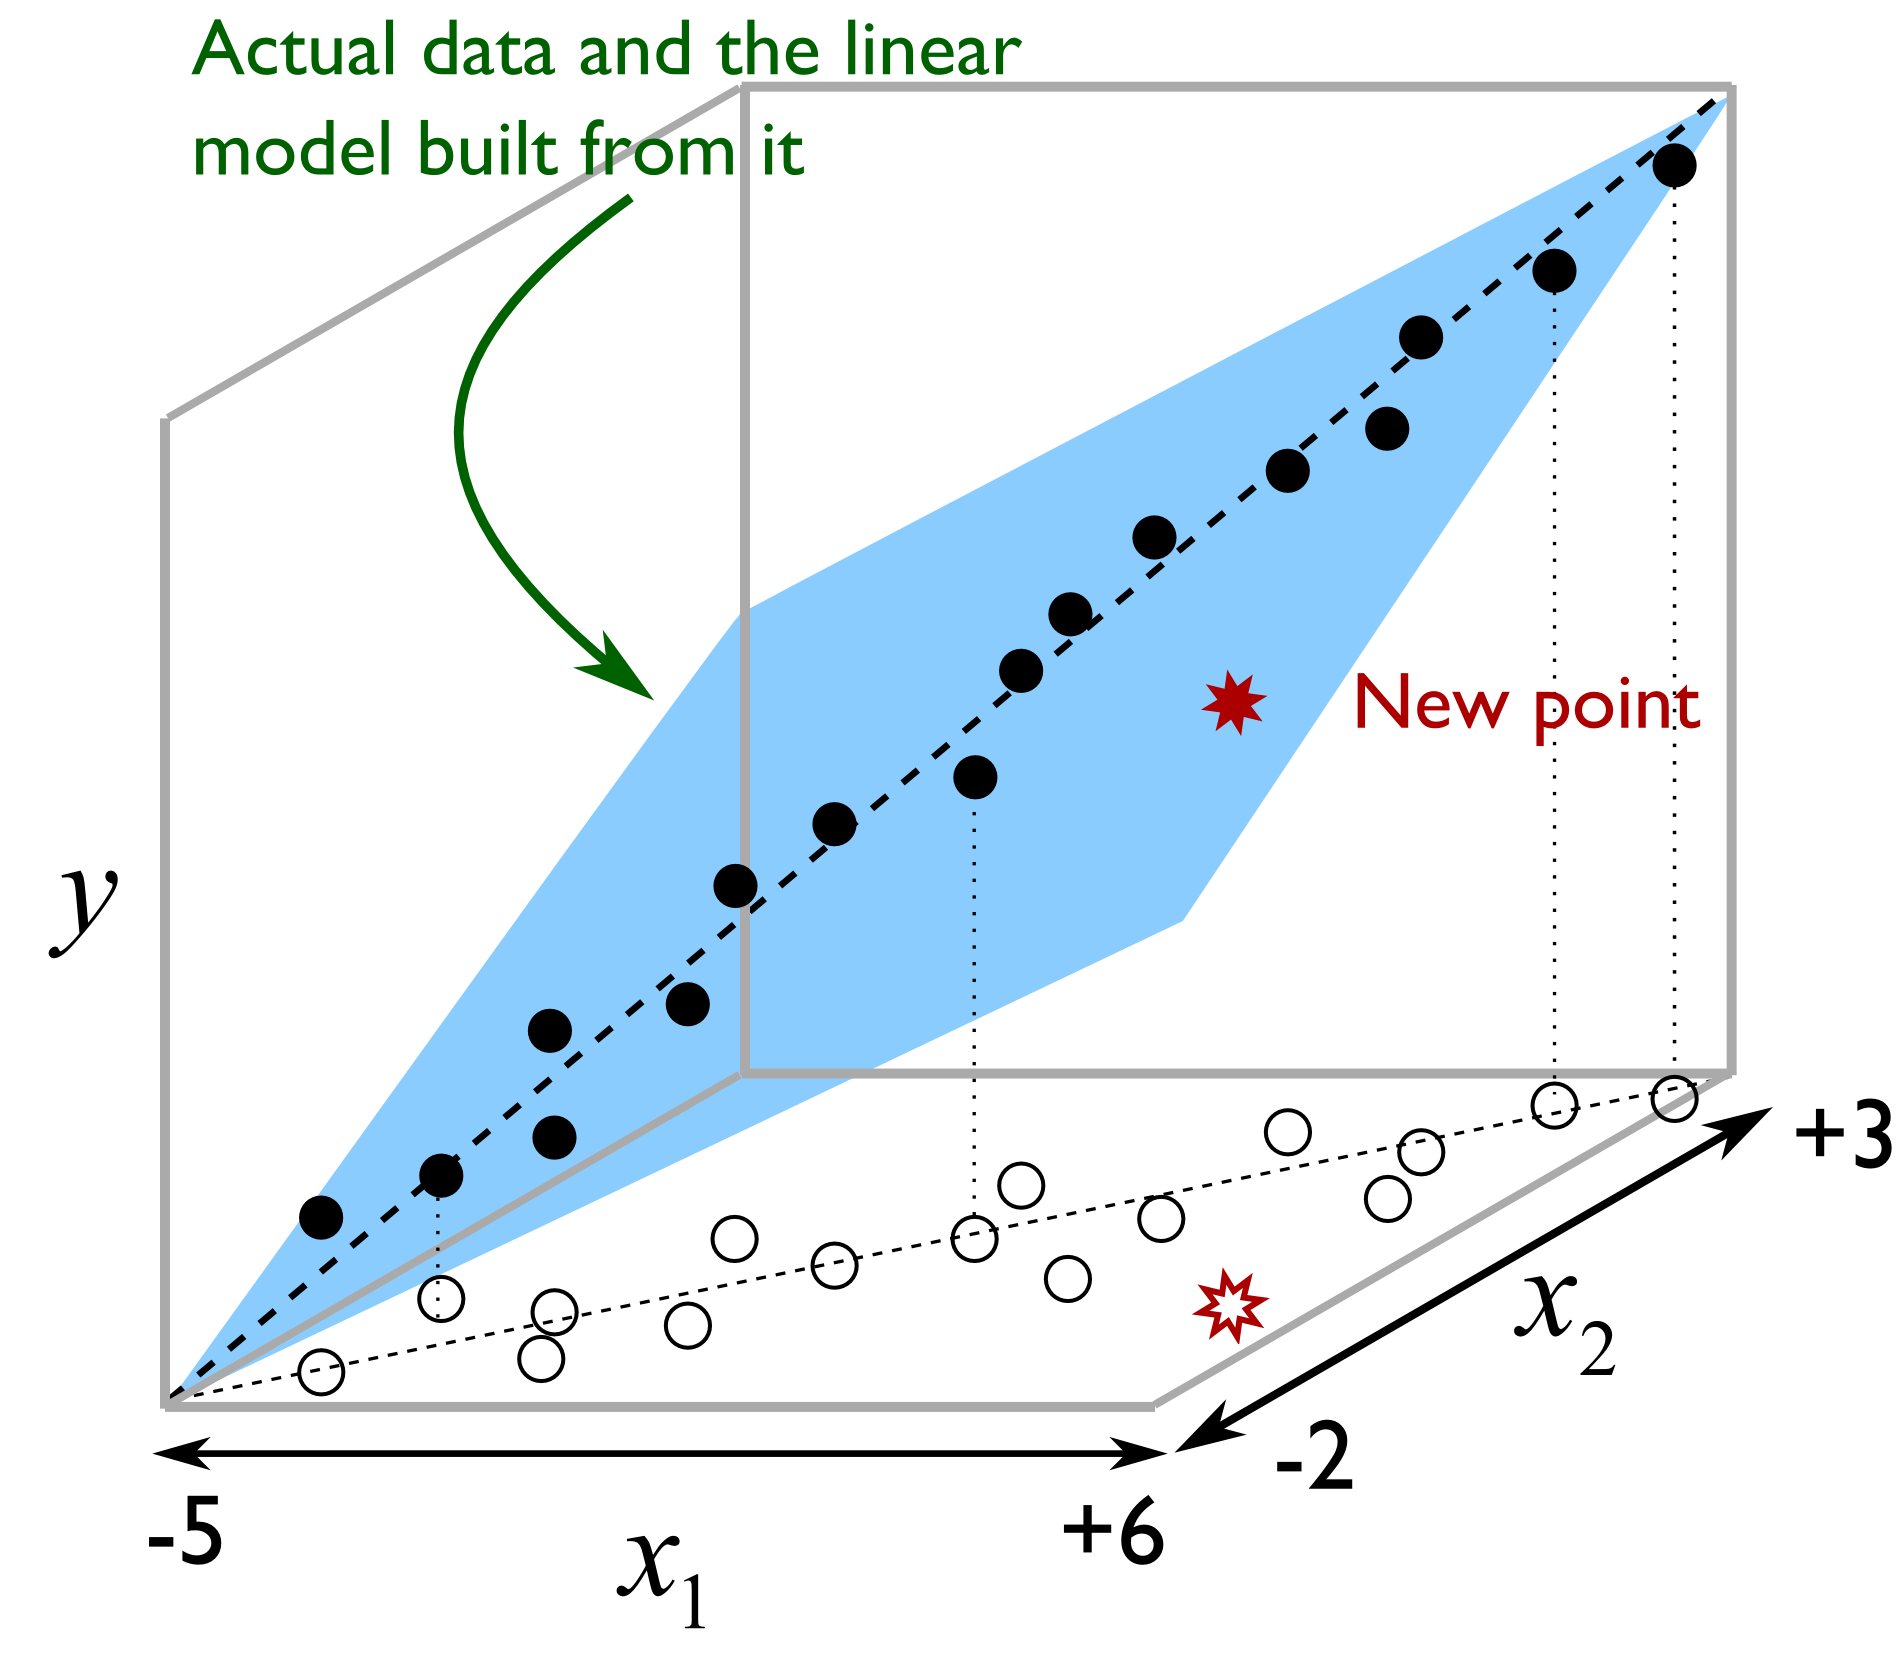 Actual data and the linear
model built from it
New point
y
+3
x2
-2
-5
+6
x1